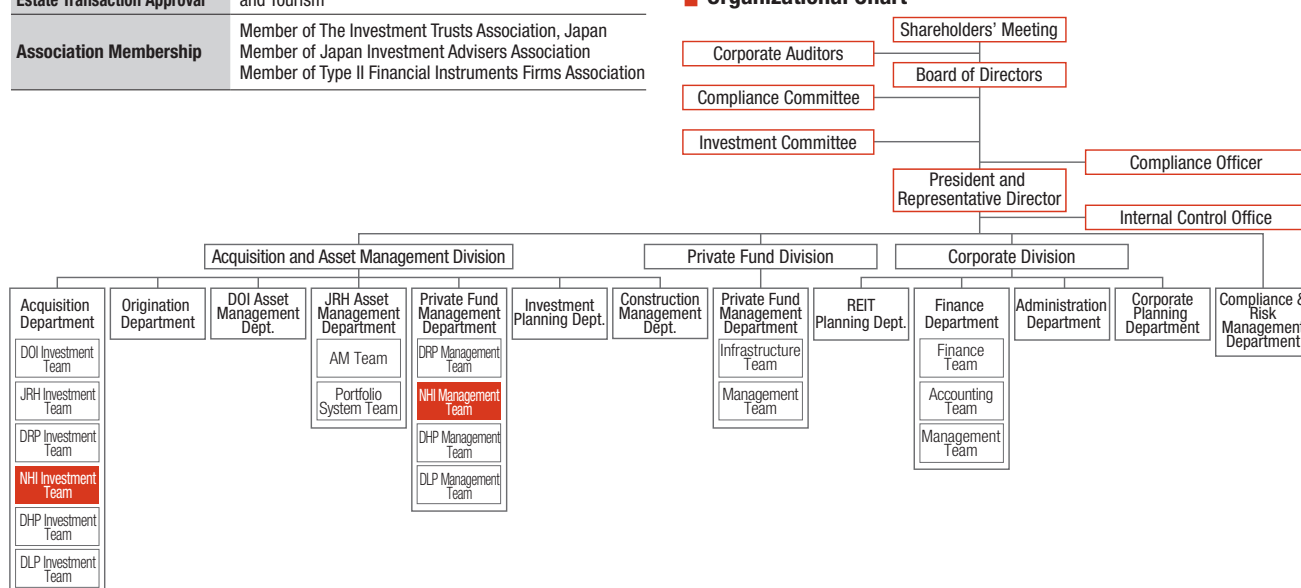 Estate Transaction Approval
and Tourism
Association Membership
Member of The Investment Trusts Association, Japan
Member of Japan Investment Advisers Association
Member of Type II Financial Instruments Firms Association
Organizational Chart
Shareholders' Meeting
Corporate Auditors
Board of Directors
Compliance Committee
Investment Committee
Compliance Officer
President and
Representative Director
Internal Control Office
Acquisition and Asset Management Division
Private Fund Division
Corporate Division
Acquisition
Department
Origination
Department
DOI Asset
Management
Dept.
JRH Asset
Management
Department
Private Fund
Management
Department
Investment
Planning Dept.
Construction
Management
Dept.
Private Fund
Management
Department
REIT
Planning Dept.
Finance
Department
Administration
Department
Corporate
Planning
Department
Compliance &
Risk
Management
Department
DOI Investment
Team
JRH Investment
Team
DRP Investment
Team
NHI Investment
Team
DHP Investment
Team
DLP Investment
Team
AM Team
Portfolio
System Team
DRP Management
Team
NHI Management
Team
DHP Management
Team
DLP Management
Team
Infrastructure
Team
Management
Team
Finance
Team
Accounting
Team
Management
Team